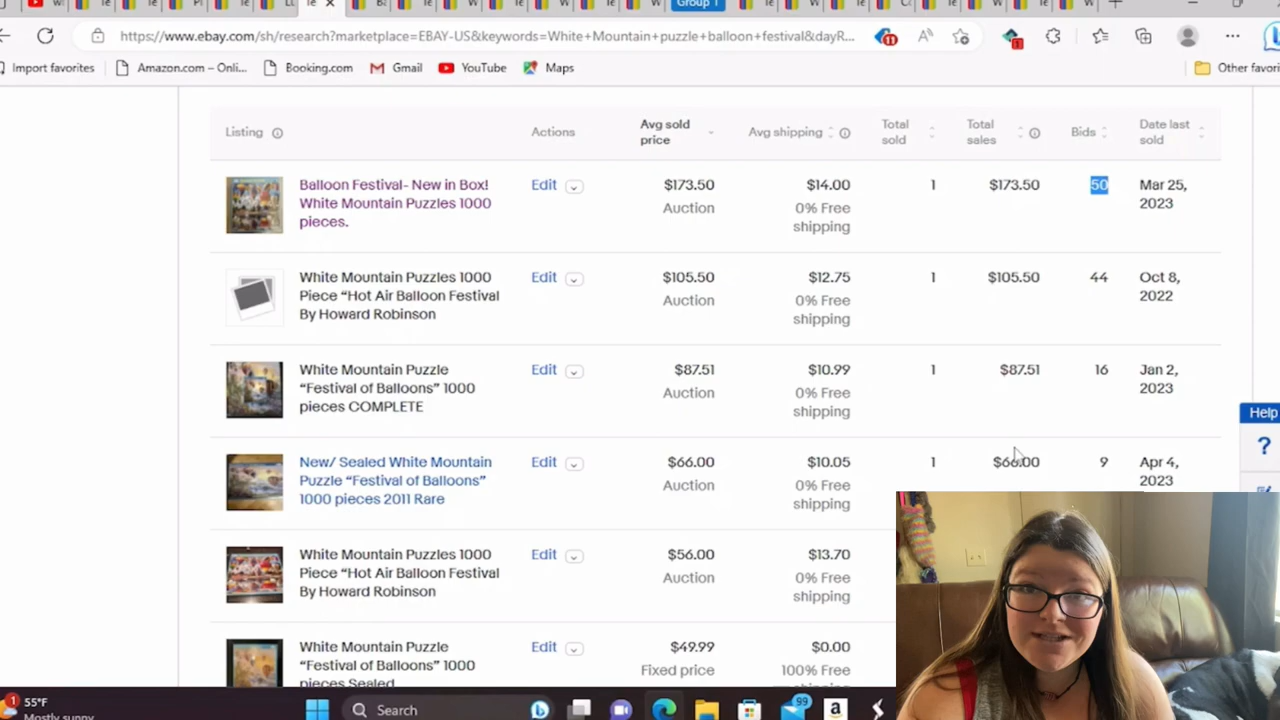 Group 1
https://www.ebay.com/sh/research?marketplace=EBAY-US&keywords=White+Mountain+puzzle+balloon+festival&dayR...
11
1
Import favorites Amazon.com – Onli... Booking.com Gmail YouTube Maps Other favori
Listing Actions Avg sold price Avg shipping Total sold Total sales Bids Date last sold
Balloon Festival- New in Box! Edit $173.50 $14.00 1 $173.50 50 Mar 25,
White Mountain Puzzles 1000 Auction 0% Free 2023
pieces. shipping
White Mountain Puzzles 1000 Edit $105.50 $12.75 1 $105.50 44 Oct 8,
Piece “Hot Air Balloon Festival Auction 0% Free 2022
By Howard Robinson shipping
White Mountain Puzzle Edit $87.51 $10.99 1 $87.51 16 Jan 2,
“Festival of Balloons” 1000 Auction 0% Free 2023
pieces COMPLETE shipping
Help
?
New/ Sealed White Mountain Edit $66.00 $10.05 1 $66.00 9 Apr 4,
Puzzle “Festival of Balloons” Auction 0% Free 2023
1000 pieces 2011 Rare shipping
White Mountain Puzzles 1000 Edit $56.00 $13.70
Piece “Hot Air Balloon Festival Auction 0% Free
By Howard Robinson shipping
White Mountain Puzzle Edit $49.99 $0.00
“Festival of Balloons” 1000 Fixed price 100% Free
pieces Sealed shipping
1 55°F
Mostly sunny
Search
99